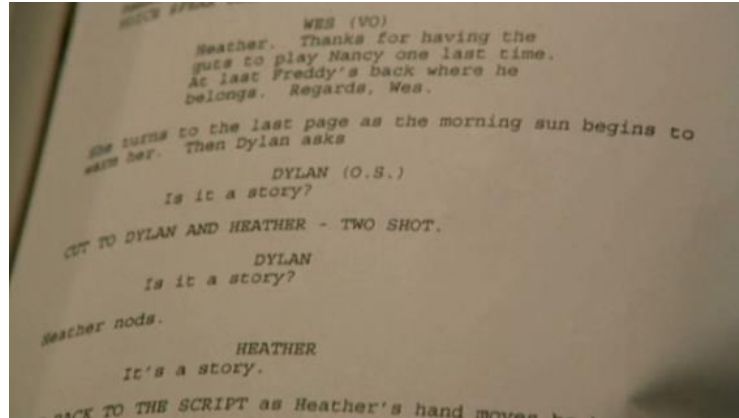 WES (VO)
Heather. Thanks for having the
guts to play Nancy one last time.
At last Freddy's back where he
belongs. Regards, Wes.
She turns to the last page as the morning sun begins to
warm her. Then Dylan asks
DYLAN (O.S.)
Is it a story?
CUT TO DYLAN AND HEATHER - TWO SHOT.
DYLAN
Is it a story?
Heather nods.
HEATHER
It's a story.
BACK TO THE SCRIPT as Heather's hand moves